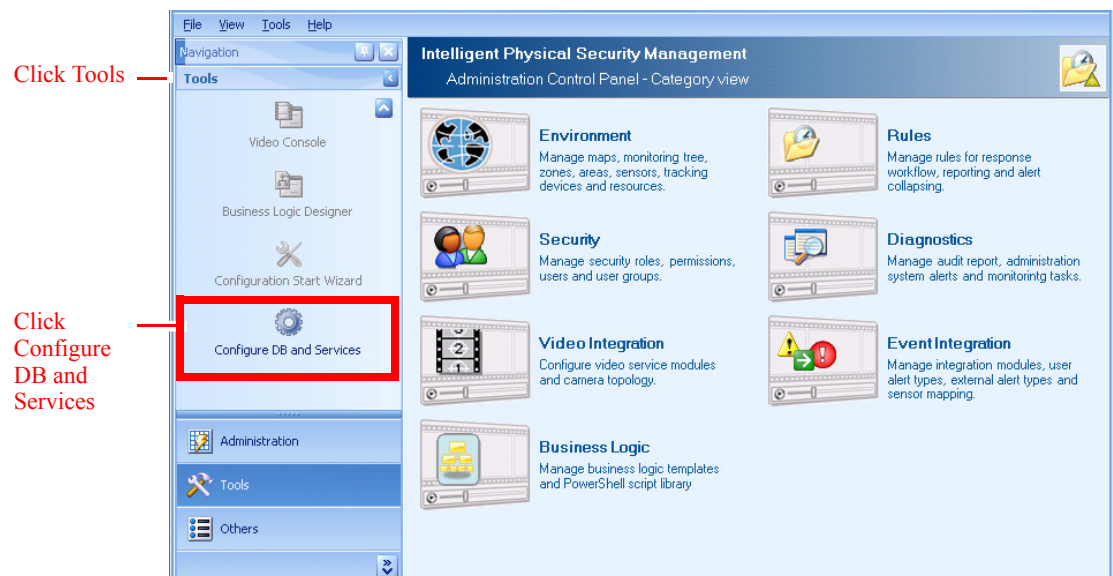 File View Tools Help
Navigation
Click Tools
Tools
Video Console
Business Logic Designer
Configuration Start Wizard
Click
Configure
DB and
Services
Configure DB and Services
Administration
Tools
Others
Intelligent Physical Security Management
Administration Control Panel - Category view
Environment
Manage maps, monitoring tree,
zones, areas, sensors, tracking
devices and resources.
Rules
Manage rules for response
workflow, reporting and alert
collapsing.
Security
Manage security roles, permissions,
users and user groups.
Diagnostics
Manage audit report, administration
system alerts and monitorintg tasks.
Video Integration
Configure video service modules
and camera topology.
Event Integration
Manage integration modules, user
alert types, external alert types and
sensor mapping.
Business Logic
Manage business logic templates
and PowerShell script library